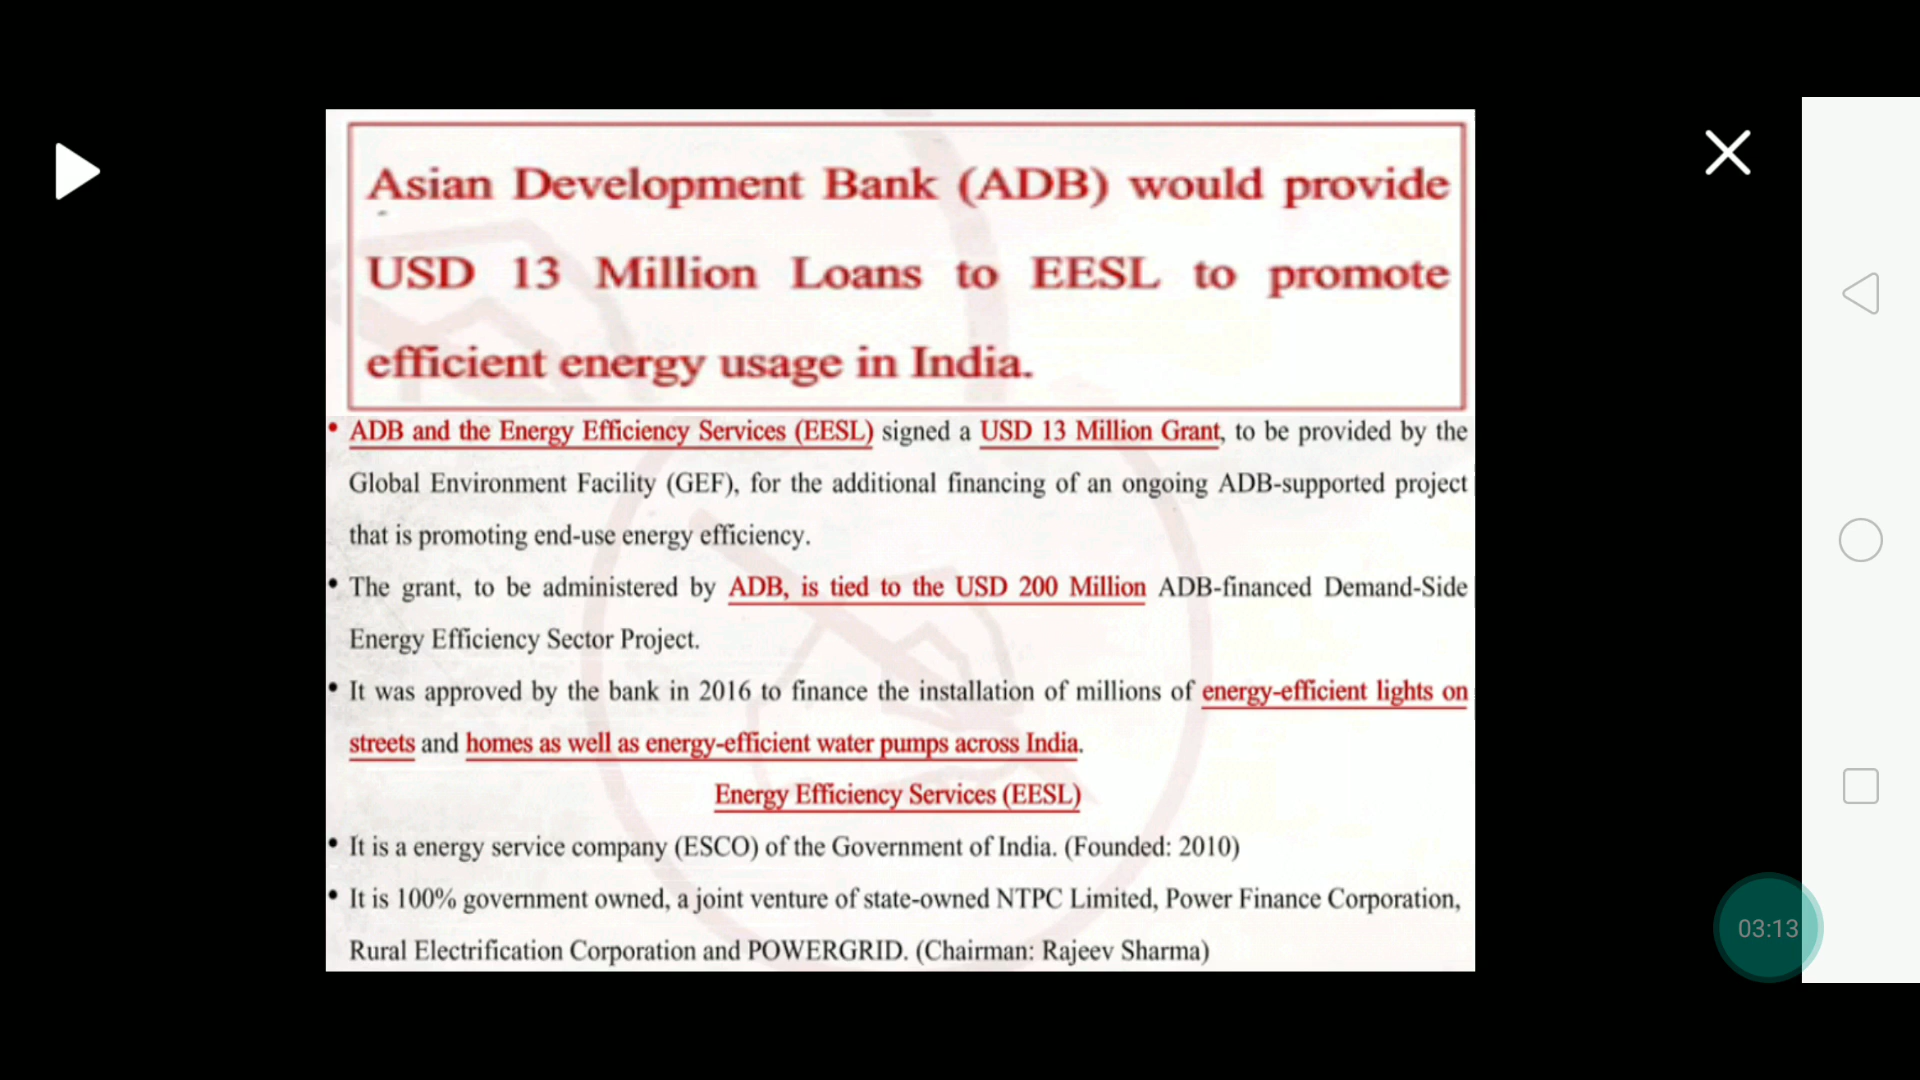 Asian Development Bank (ADB) would provide
USD 13 Million Loans to EESL to promote
efficient energy usage in India.
• ADB and the Energy Efficiency Services (EESL) signed a USD 13 Million Grant, to be provided by the
Global Environment Facility (GEF), for the additional financing of an ongoing ADB-supported project
that is promoting end-use energy efficiency.
• The grant, to be administered by ADB, is tied to the USD 200 Million ADB-financed Demand-Side
Energy Efficiency Sector Project.
• It was approved by the bank in 2016 to finance the installation of millions of energy-efficient lights on
streets and homes as well as energy-efficient water pumps across India.
Energy Efficiency Services (EESL)
• It is a energy service company (ESCO) of the Government of India. (Founded: 2010)
• It is 100% government owned, a joint venture of state-owned NTPC Limited, Power Finance Corporation,
Rural Electrification Corporation and POWERGRID. (Chairman: Rajeev Sharma)
03:13